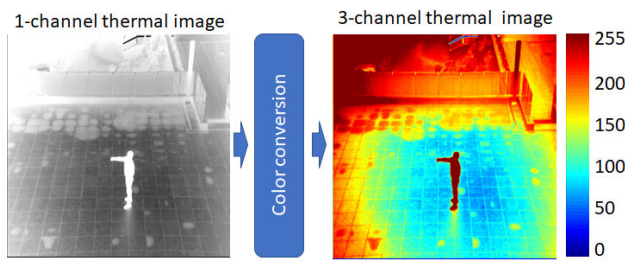 1-channel thermal image
3-channel thermal image
Color conversion
255
200
150
100
50
0